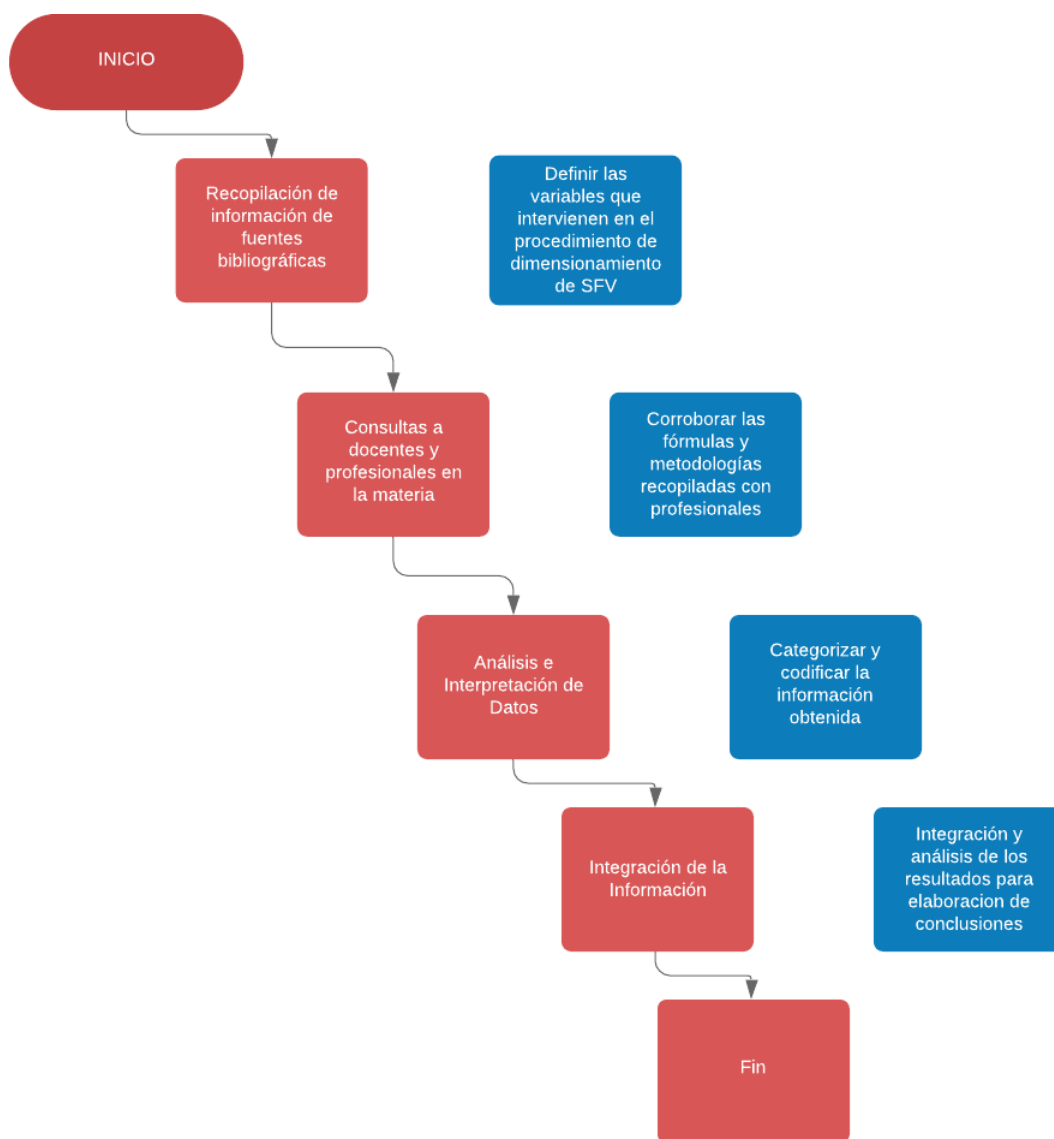 INICIO
Recopilación de
información de
fuentes
bibliográficas
Definir las
variables que
intervienen en el
procedimiento de
dimensionamiento
de SFV
Consultas a
docentes y
profesionales en
la materia
Corroborar las
fórmulas y
metodologías
recopiladas con
profesionales
Análisis e
Interpretación de
Datos
Categorizar y
codificar la
información
obtenida
Integración de la
Información
Integración y
análisis de los
resultados para
elaboracion de
conclusiones
Fin